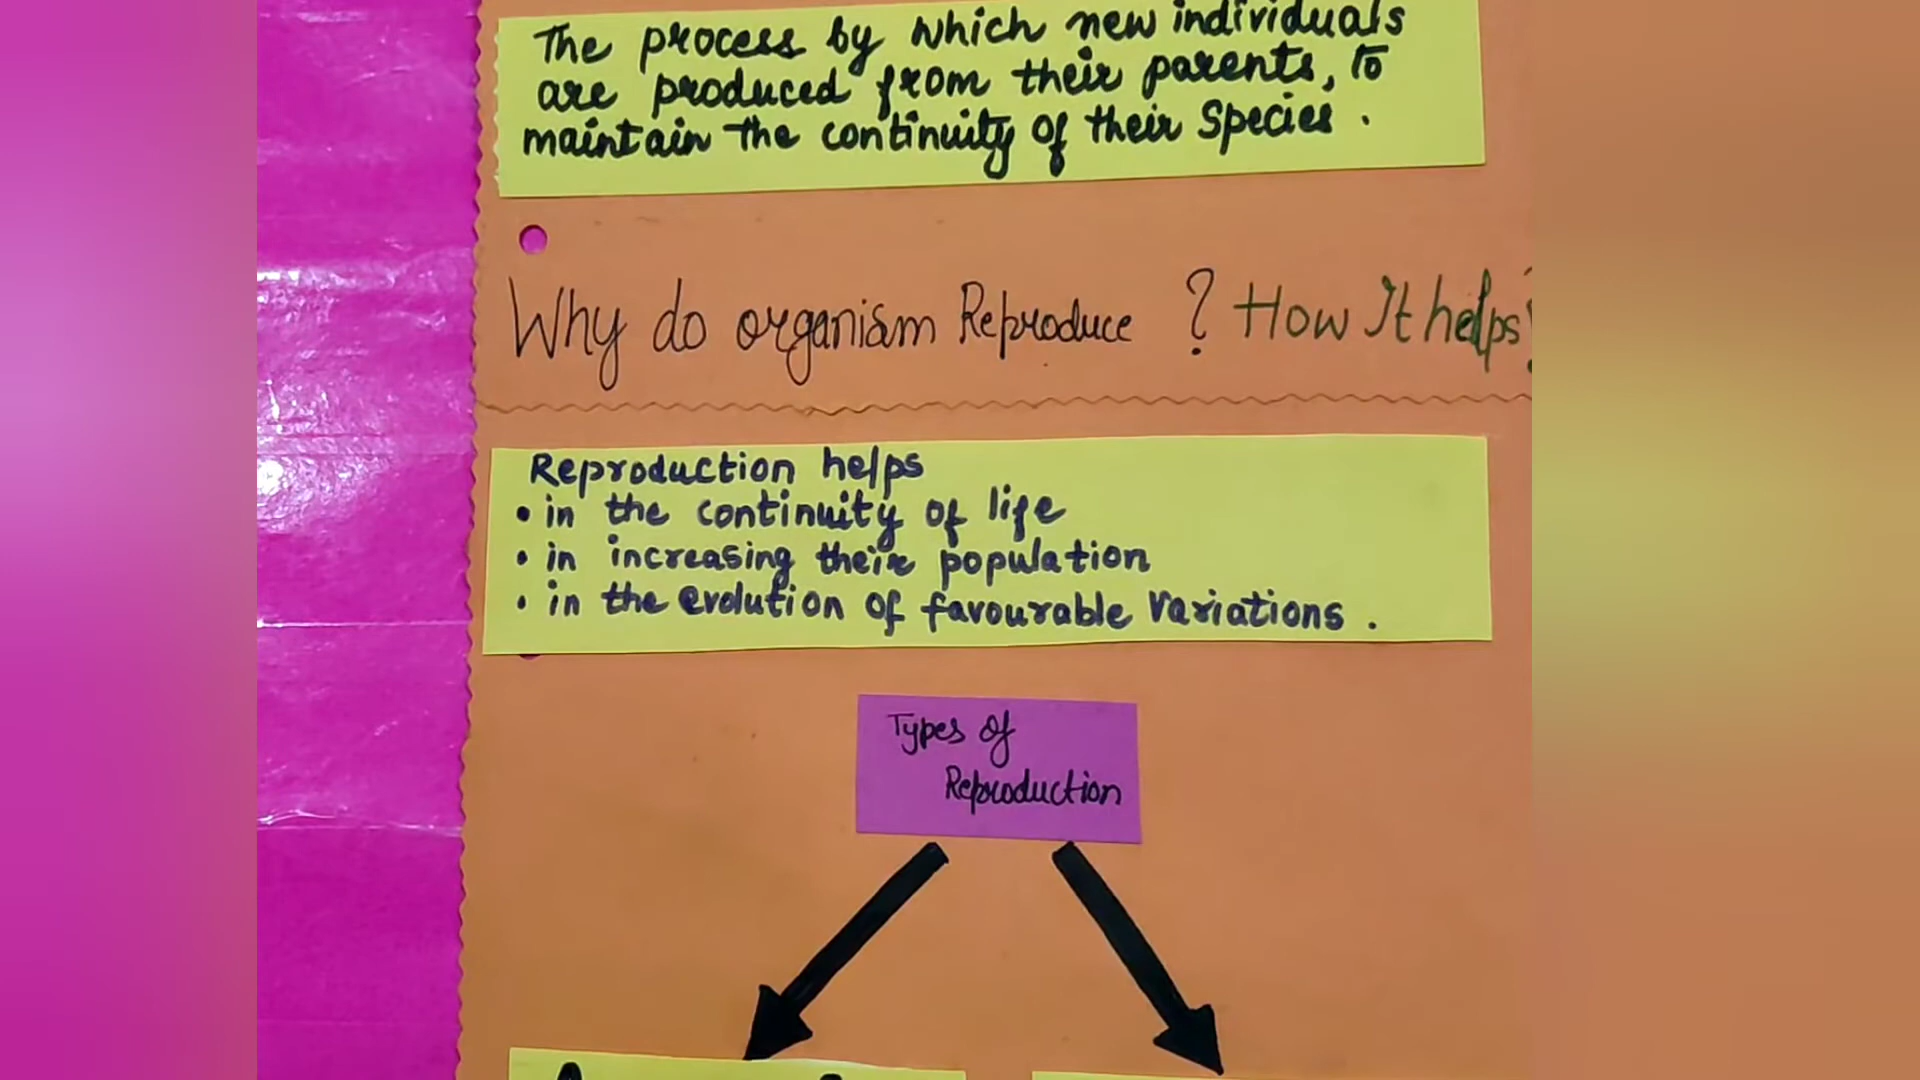 The process by which new individuals
are produced from their parents, to
maintain the continuity of their Species.
Why do organism Reproduce ? How It helps?
Reproduction helps
• in the continuity of life
• in increasing their population
• in the evolution of favourable variations.
Types of
Reproduction